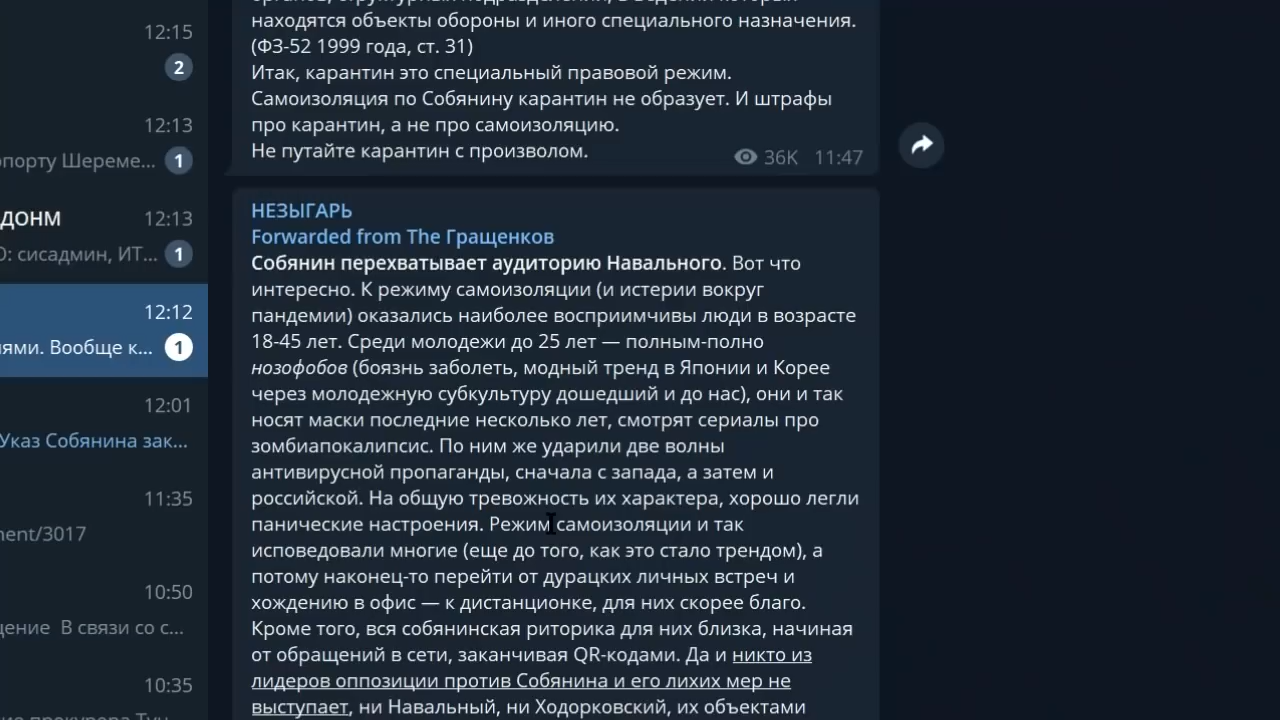 12:15
2
12:13
опорту Шереме...
1
ДОНМ
12:13
О: сисадмин, ИТ...
1
12:12
иями. Вообще к...
1
12:01
Указ Собянина зак...
11:35
nent/3017
10:50
щение В связи со с...
10:35
находятся объекты обороны и иного специального назначения.
(ФЗ-52 1999 года, ст. 31)
Итак, карантин это специальный правовой режим.
Самоизоляция по Собянину карантин не образует. И штрафы
про карантин, а не про самоизоляцию.
Не путайте карантин с произволом.
36K 11:47
НЕЗЫГАРЬ
Forwarded from The Гращенков
Собянин перехватывает аудиторию Навального. Вот что
интересно. К режиму самоизоляции (и истерии вокруг
пандемии) оказались наиболее восприимчивы люди в возрасте
18-45 лет. Среди молодежи до 25 лет — полным-полно
нозофобов (боязнь заболеть, модный тренд в Японии и Корее
через молодежную субкультуру дошедший и до нас), они и так
носят маски последние несколько лет, смотрят сериалы про
зомбиапокалипсис. По ним же ударили две волны
антивирусной пропаганды, сначала с запада, а затем и
российской. На общую тревожность их характера, хорошо легли
панические настроения. Режим самоизоляции и так
исповедовали многие (еще до того, как это стало трендом), а
потому наконец-то перейти от дурацких личных встреч и
хождению в офис — к дистанционке, для них скорее благо.
Кроме того, вся собянинская риторика для них близка, начиная
от обращений в сети, заканчивая QR-кодами. Да и никто из
лидеров оппозиции против Собянина и его лихих мер не
выступает, ни Навальный, ни Ходорковский, их объектами